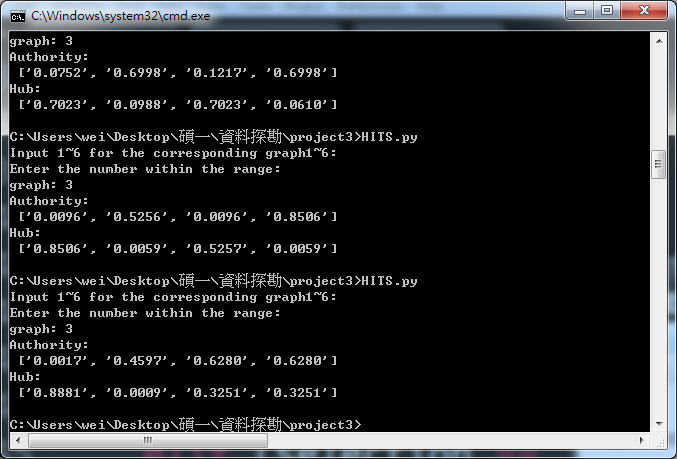 C:\Windows\system32\cmd.exe
graph: 3
Authority:
 ['0.0752', '0.6998', '0.1217', '0.6998']
Hub:
 ['0.7023', '0.0988', '0.7023', '0.0610']
C:\Users\wei\Desktop\碩一\資料探勘\project3>HITS.py
Input 1~6 for the corresponding graph1~6:
Enter the number within the range:
graph: 3
Authority:
 ['0.0096', '0.5256', '0.0096', '0.8506']
Hub:
 ['0.8506', '0.0059', '0.5257', '0.0059']
C:\Users\wei\Desktop\碩一\資料探勘\project3>HITS.py
Input 1~6 for the corresponding graph1~6:
Enter the number within the range:
graph: 3
Authority:
 ['0.0017', '0.4597', '0.6280', '0.6280']
Hub:
 ['0.8881', '0.0009', '0.3251', '0.3251']
C:\Users\wei\Desktop\碩一\資料探勘\project3>